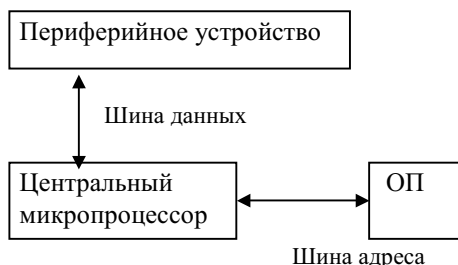 Периферийное устройство
Шина данных
Центральный
микропроцессор
ОП
Шина адреса